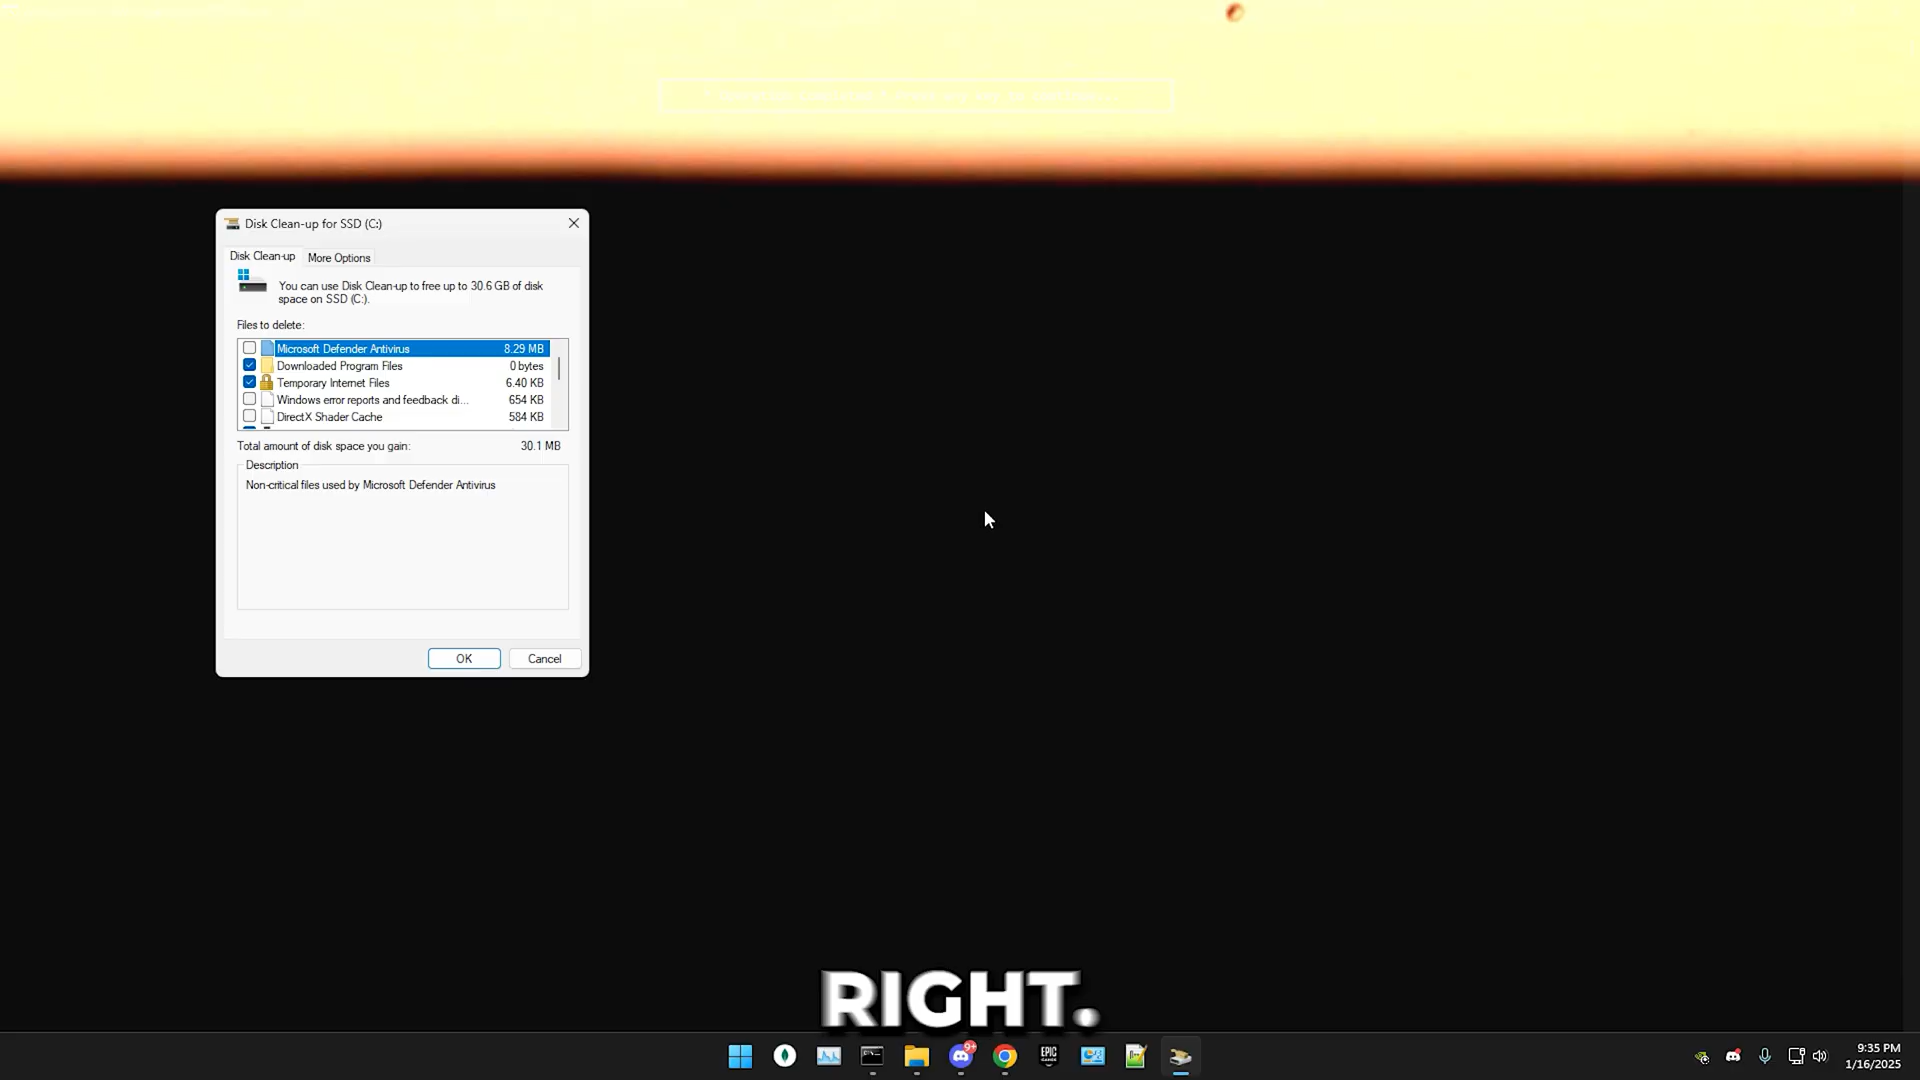 Disk Clean-up for SSD (C:)
Disk Clean-up
More Options
You can use Disk Clean-up to free up to 30.6 GB of disk
space on SSD (C:).
Files to delete:
Microsoft Defender Antivirus 8.29 MB
Downloaded Program Files 0 bytes
Temporary Internet Files 6.40 KB
Windows error reports and feedback di... 654 KB
DirectX Shader Cache 584 KB
Total amount of disk space you gain: 30.1 MB
Description
Non-critical files used by Microsoft Defender Antivirus
OK
Cancel
RIGHT.
9+
EPIC
GAMES
9:35 PM
1/16/2025